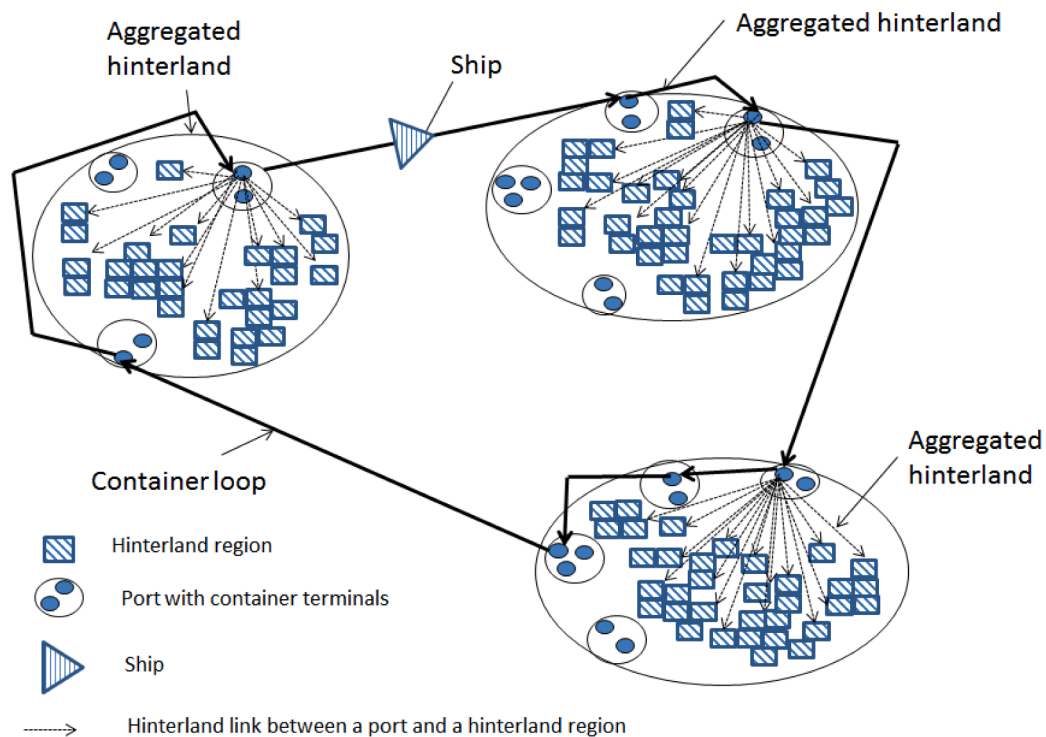 Aggregated
hinterland
Ship
Aggregated hinterland
Aggregated
hinterland
Container loop
Hinterland region
Port with container terminals
Ship
Hinterland link between a port and a hinterland region